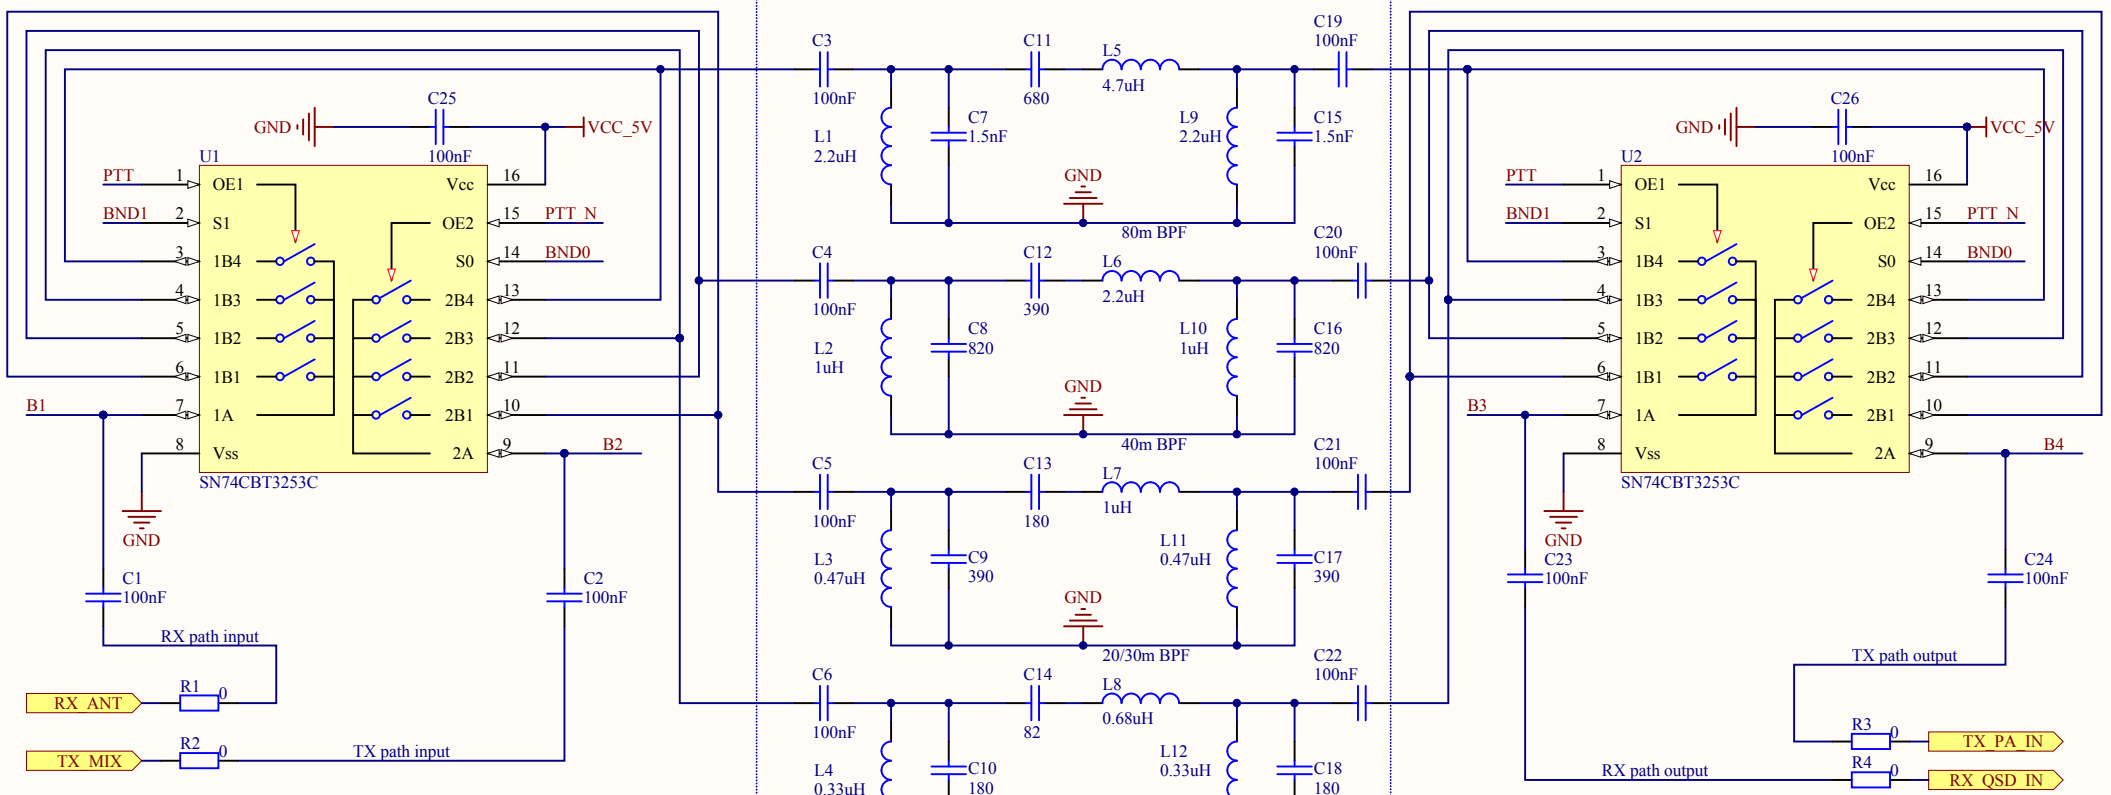 C3
100nF
C11
680
L5
4.7uH
C19
100nF
L1
2.2uH
C7
1.5nF
L9
2.2uH
C15
1.5nF
GND
80m BPF
C4
100nF
C12
390
L6
2.2uH
C20
100nF
L2
1uH
C8
820
L10
1uH
C16
820
GND
40m BPF
C5
100nF
C13
180
L7
1uH
C21
100nF
L3
0.47uH
C9
390
L11
0.47uH
C17
390
GND
20/30m BPF
C6
100nF
C14
82
L8
0.68uH
C22
100nF
L4
0.33uH
C10
180
L12
0.33uH
C18
180
GND
C25
100nF
VCC_5V
U1
PTT 1 OE1
BND1 2 S1
3 1B4
4 1B3
5 1B2
6 1B1
B1 7 1A
8 Vss
Vcc 16
OE2 15 PTT_N
S0 14 BND0
2B4 13
2B3 12
2B2 11
2B1 10
2A 9 B2
SN74CBT3253C
GND
C1
100nF
C2
100nF
RX path input
RX_ANT
R1
0
TX_MIX
R2
0
TX path input
GND
C26
100nF
VCC_5V
U2
PTT 1 OE1
BND1 2 S1
3 1B4
4 1B3
5 1B2
6 1B1
B3 7 1A
8 Vss
Vcc 16
OE2 15 PTT_N
S0 14 BND0
2B4 13
2B3 12
2B2 11
2B1 10
2A 9 B4
SN74CBT3253C
GND
C23
100nF
C24
100nF
TX path output
R3
0
TX_PA_IN
RX path output
R4
0
RX_QSD_IN